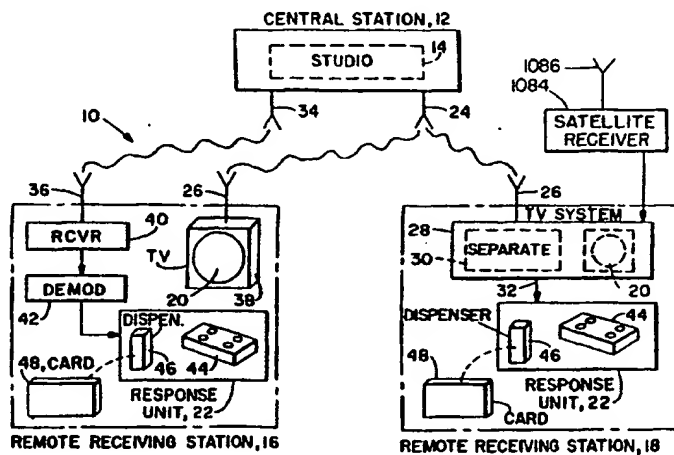 CENTRAL STATION, 12
STUDIO
14
1086
1084
SATELLITE
RECEIVER
10
34
24
36
26
26
RCVR
40
TV
20
38
DEMOD
42
DISPEN.
46
44
48, CARD
RESPONSE
UNIT, 22
REMOTE RECEIVING STATION, 16
TV SYSTEM
28
SEPARATE
30
32
20
DISPENSER
44
46
48
CARD
RESPONSE
UNIT, 22
REMOTE RECEIVING STATION, 18